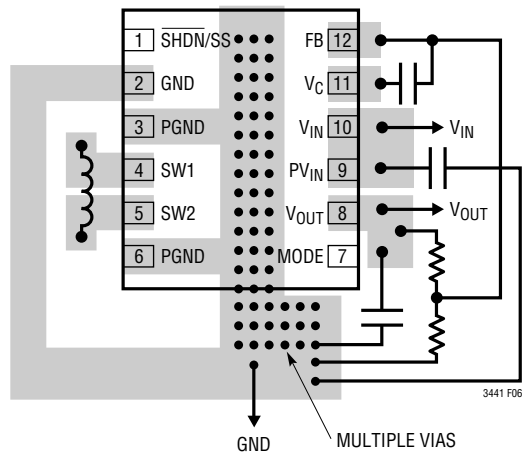 1 SHDN/SS
2 GND
3 PGND
4 SW1
5 SW2
6 PGND
FB 12
VC 11
VIN 10
PVIN 9
VOUT 8
MODE 7
VIN
VOUT
3441 F06
GND
MULTIPLE VIAS